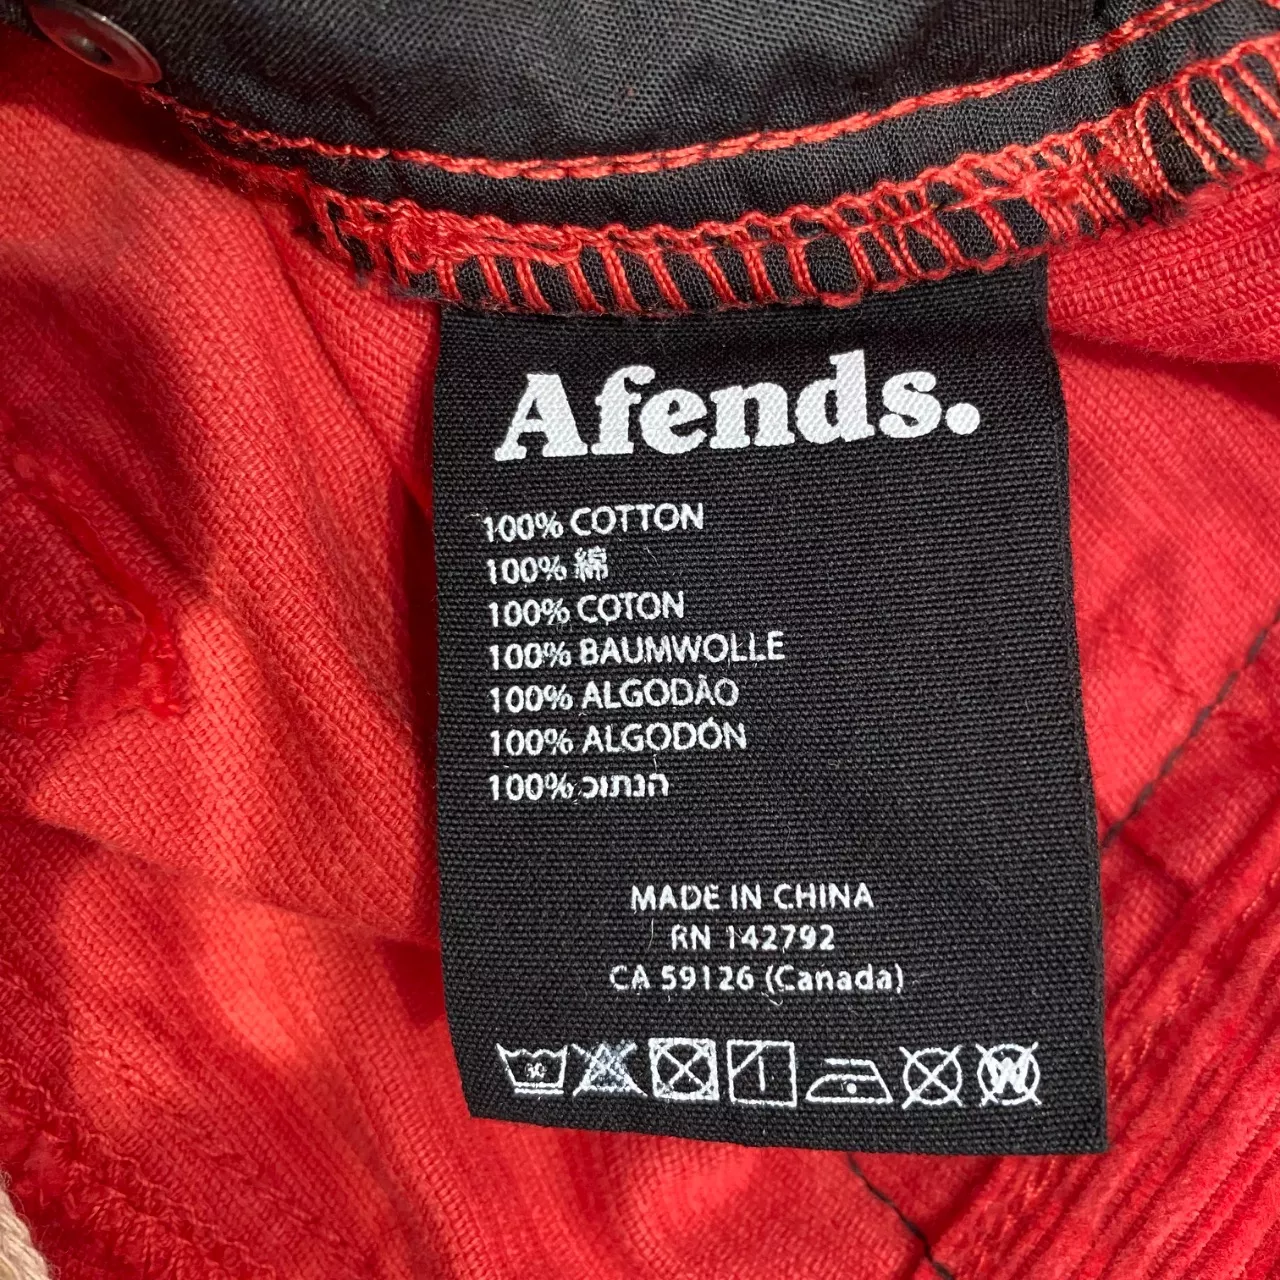 Afends.
100% COTTON
100% 綿
100% COTON
100% BAUMWOLLE
100% ALGODÃO
100% ALGODÓN
100% הנתוכ
MADE IN CHINA
RN 142792
CA 59126 (Canada)
30
W